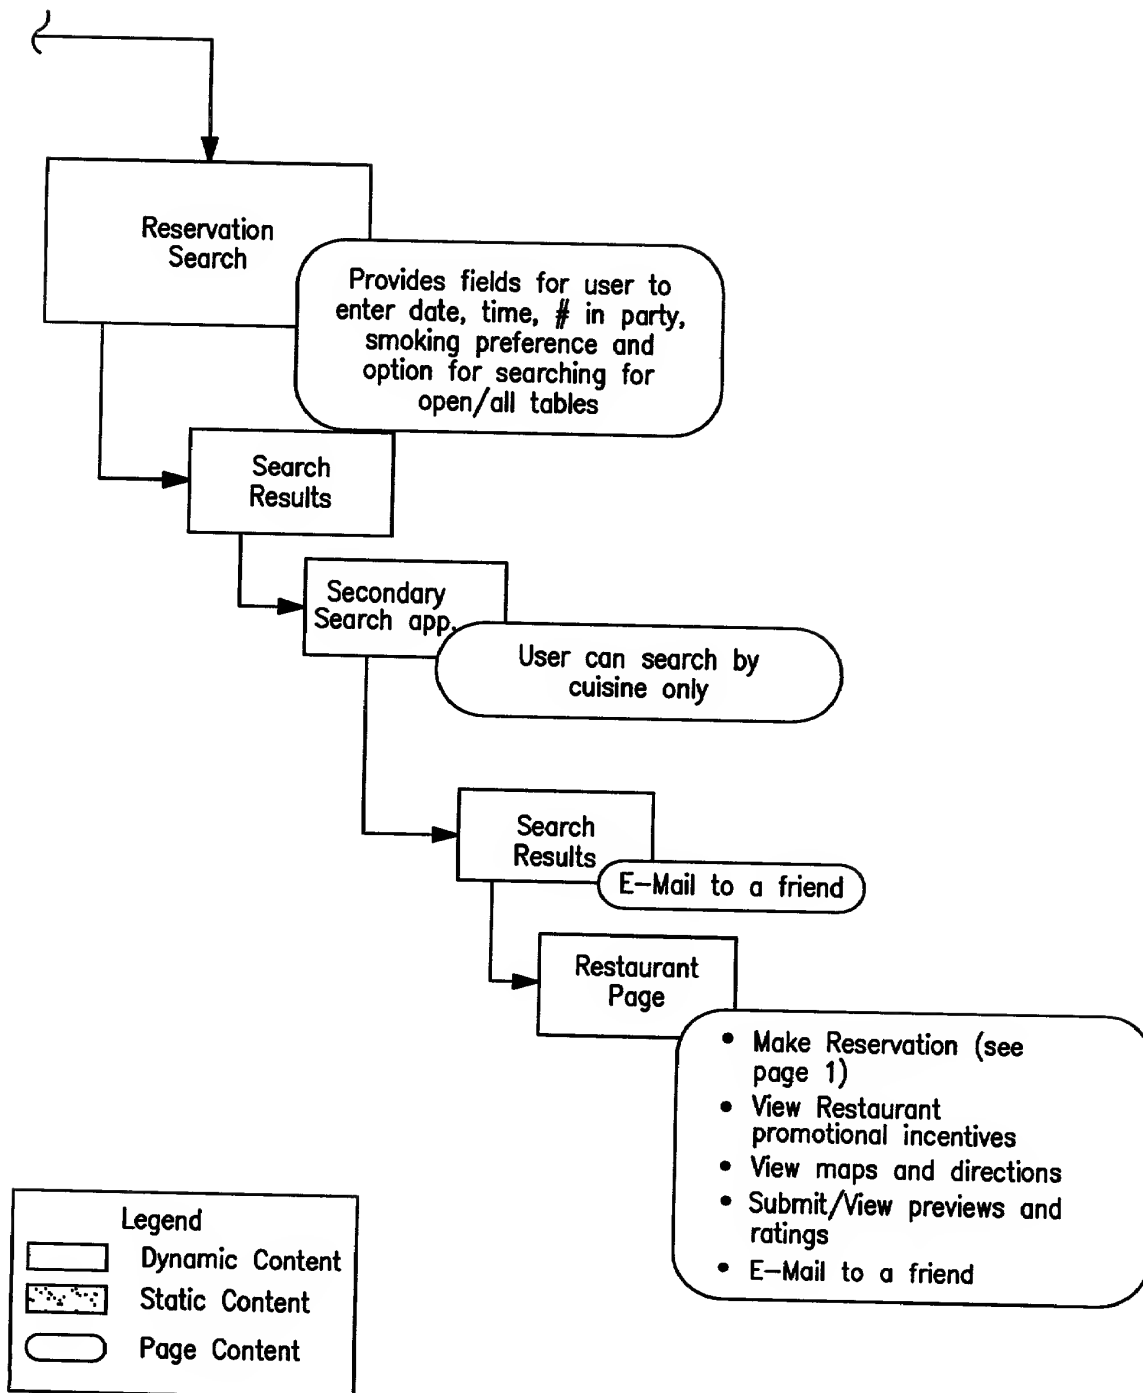 Reservation
Search
Provides fields for user to
enter date, time, # in party,
smoking preference and
option for searching for
open/all tables
Search
Results
Secondary
Search app.
User can search by
cuisine only
Search
Results
E-Mail to a friend
Restaurant
Page
• Make Reservation (see
page 1)
• View Restaurant
promotional incentives
• View maps and directions
• Submit/View previews and
ratings
• E-Mail to a friend
Legend
Dynamic Content
Static Content
Page Content